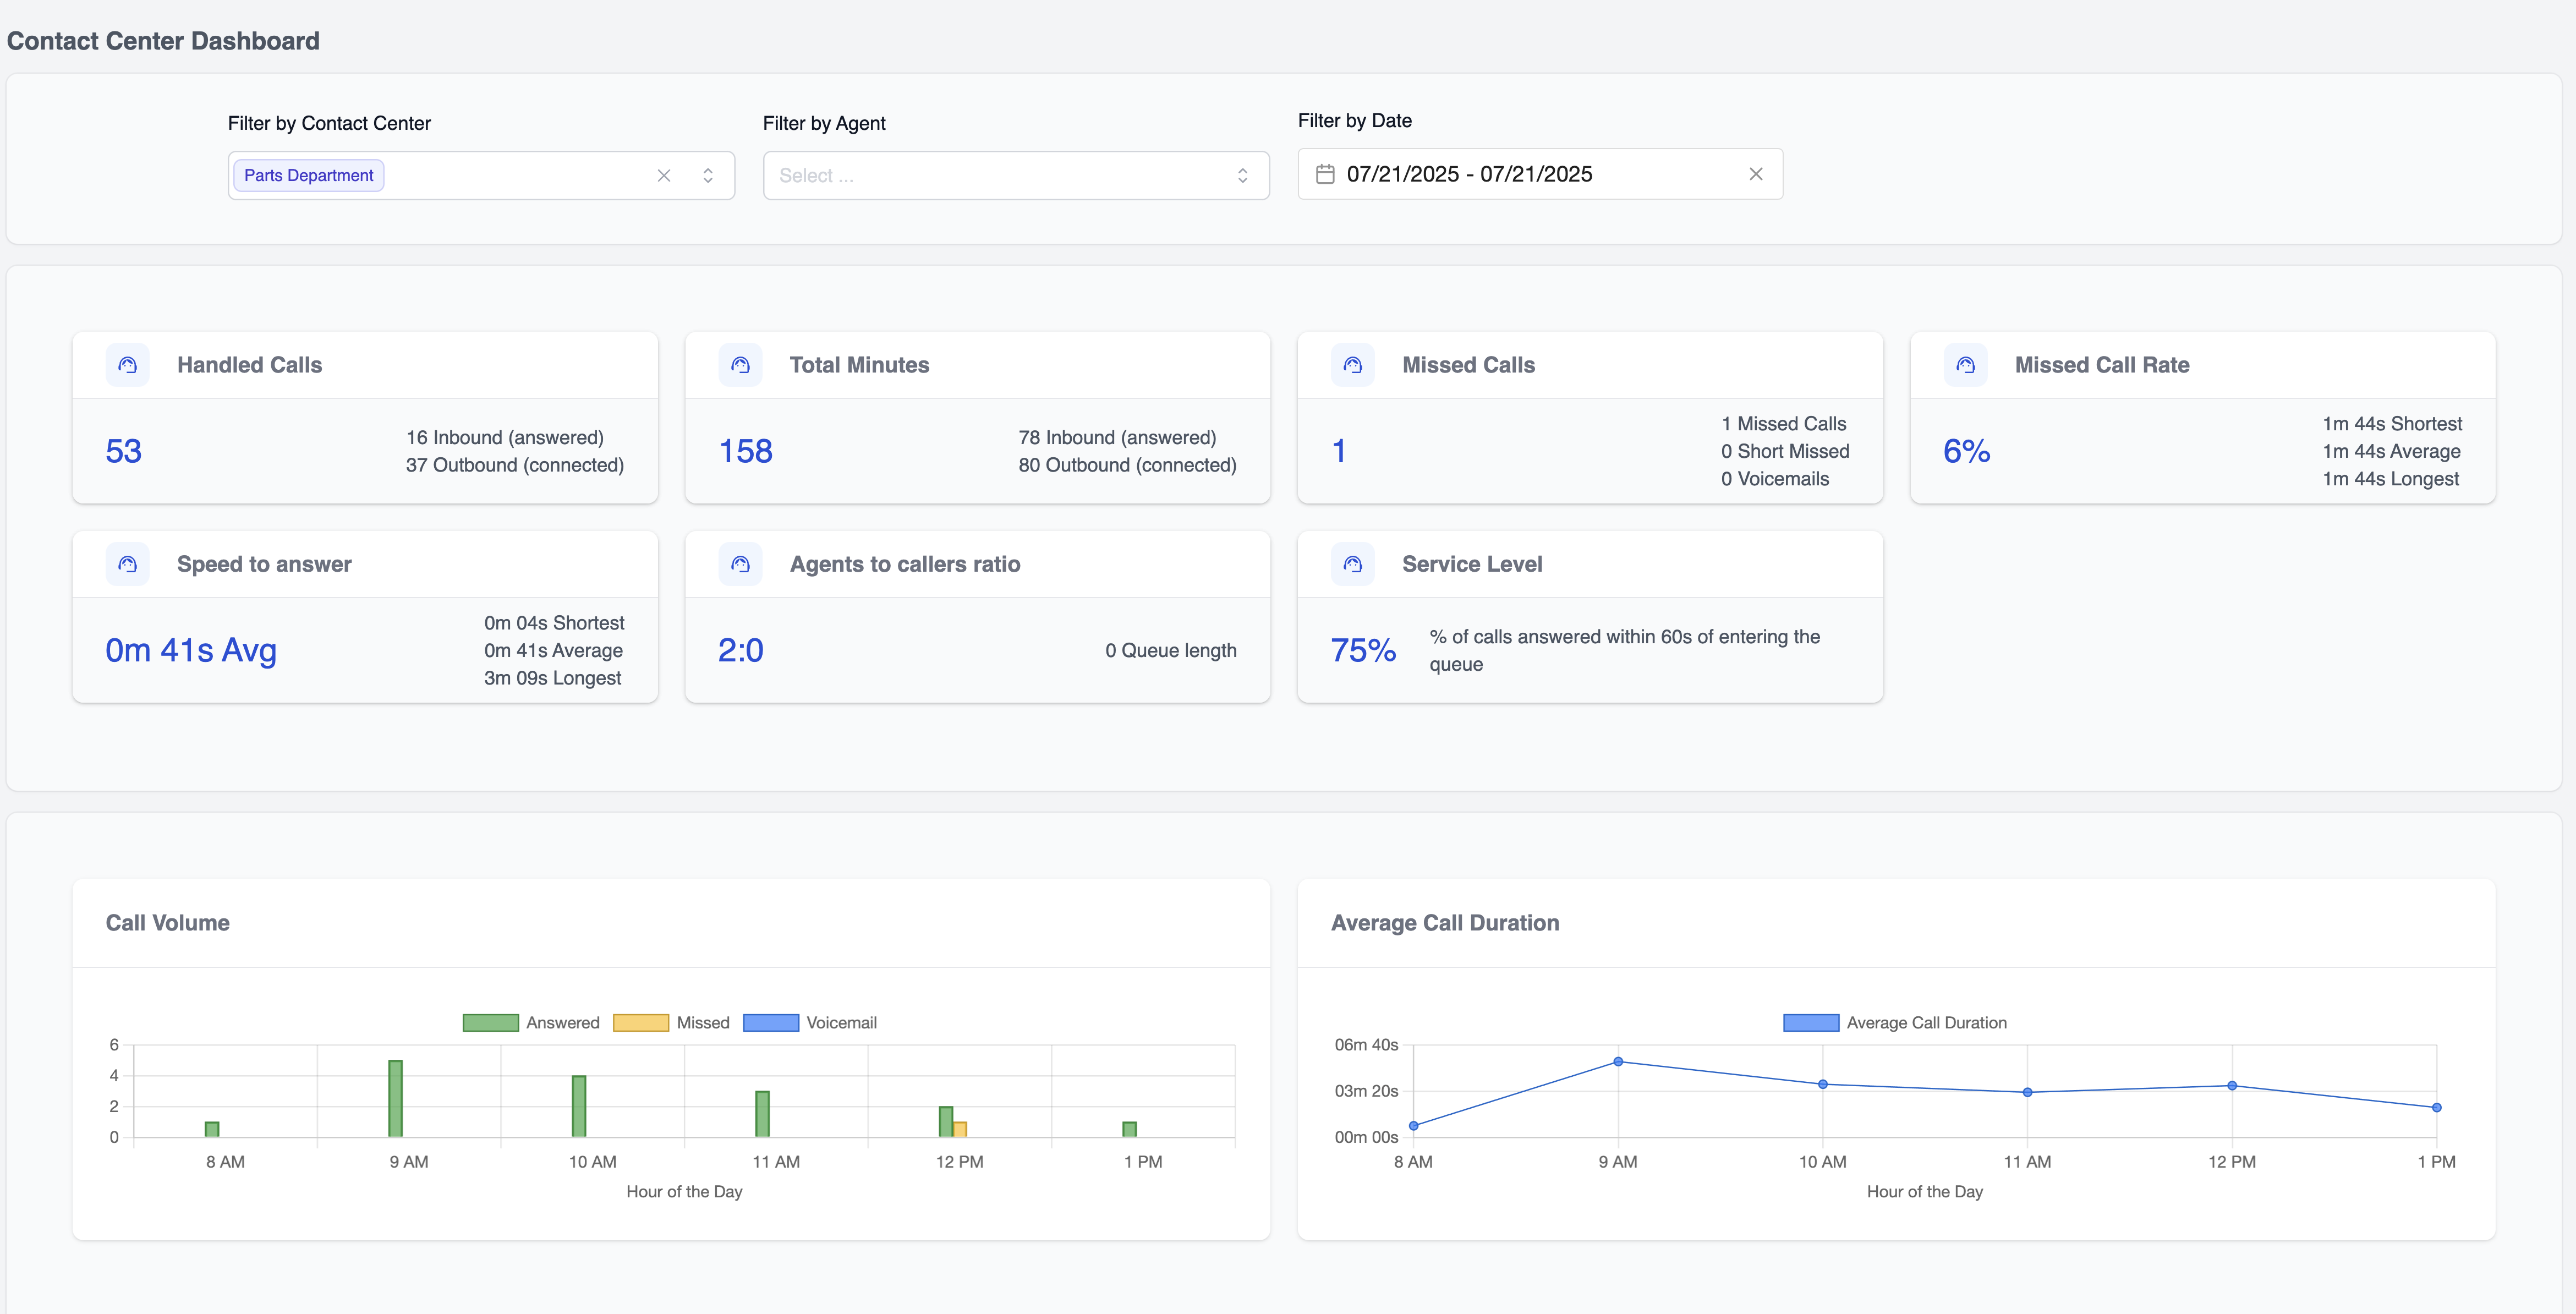 Contact Center Dashboard
Filter by Contact Center
Filter by Agent
Filter by Date
Parts Department
Select ...
07/21/2025 - 07/21/2025
Handled Calls
53
16 Inbound (answered)
37 Outbound (connected)
Total Minutes
158
78 Inbound (answered)
80 Outbound (connected)
Missed Calls
1
1 Missed Calls
0 Short Missed
0 Voicemails
Missed Call Rate
6%
1m 44s Shortest
1m 44s Average
1m 44s Longest
Speed to answer
0m 41s Avg
0m 04s Shortest
0m 41s Average
3m 09s Longest
Agents to callers ratio
2:0
0 Queue length
Service Level
75%
% of calls answered within 60s of entering the
queue
Call Volume
Answered Missed Voicemail
6
4
2
0
8 AM 9 AM 10 AM 11 AM 12 PM 1 PM
Hour of the Day
Average Call Duration
Average Call Duration
06m 40s
03m 20s
00m 00s
8 AM 9 AM 10 AM 11 AM 12 PM 1 PM
Hour of the Day